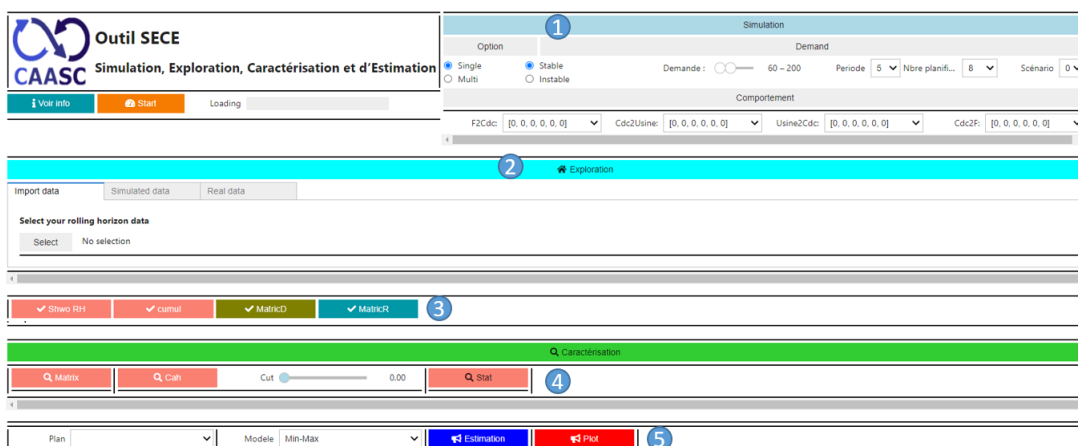 CAASC
Outil SECE
Simulation, Exploration, Caractérisation et d'Estimation
Voir info
Start
Loading
1
Simulation
Option
Demand
Single
Multi
Stable
Instable
Demande :
60 – 200
Periode
5
Nbre planifi...
8
Scénario
0
Comportement
F2Cdc:
[0, 0, 0, 0, 0, 0]
Cdc2Usine:
[0, 0, 0, 0, 0, 0]
Usine2Cdc:
[0, 0, 0, 0, 0, 0]
Cdc2F:
[0, 0, 0, 0, 0, 0]
2
Exploration
Import data
Simulated data
Real data
Select your rolling horizon data
Select
No selection
Shwo RH
cumul
MatricD
MatricR
3
Caractérisation
Matrix
Cah
Cut
0.00
Stat
4
Plan
Modele
Min-Max
Estimation
Plot
5